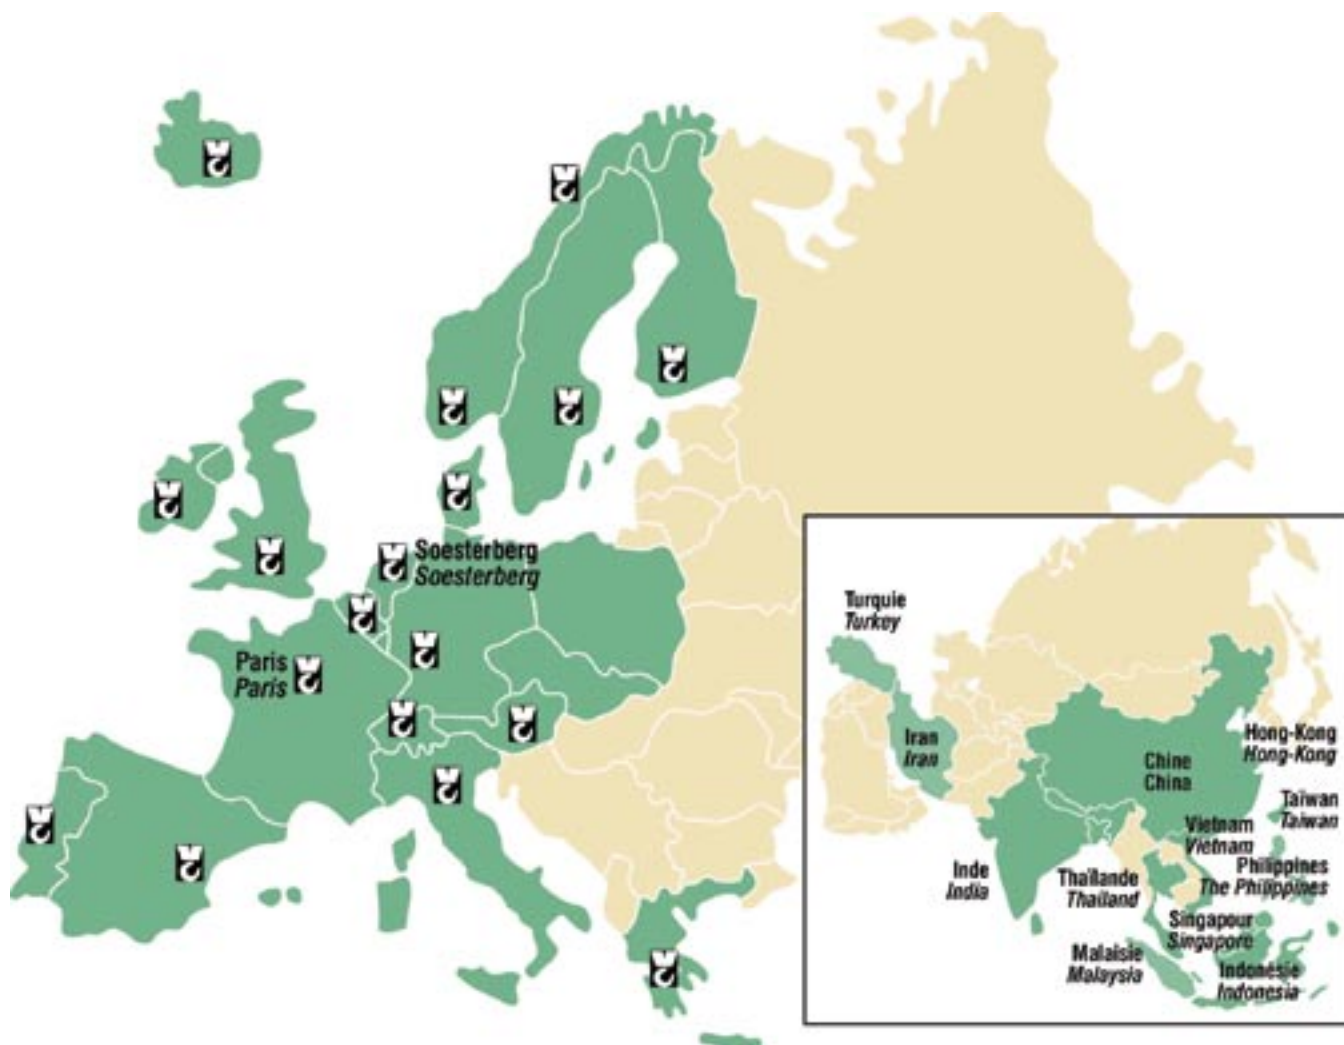 Soesterberg
Soesterberg
Paris
Paris
Turquie
Turkey
Iran
Iran
Chine
China
Hong-Kong
Hong-Kong
Taïwan
Taiwan
Vietnam
Vietnam
Philippines
The Philippines
Inde
India
Thaïlande
Thailand
Singapour
Singapore
Malaisie
Malaysia
Indonésie
Indonesia